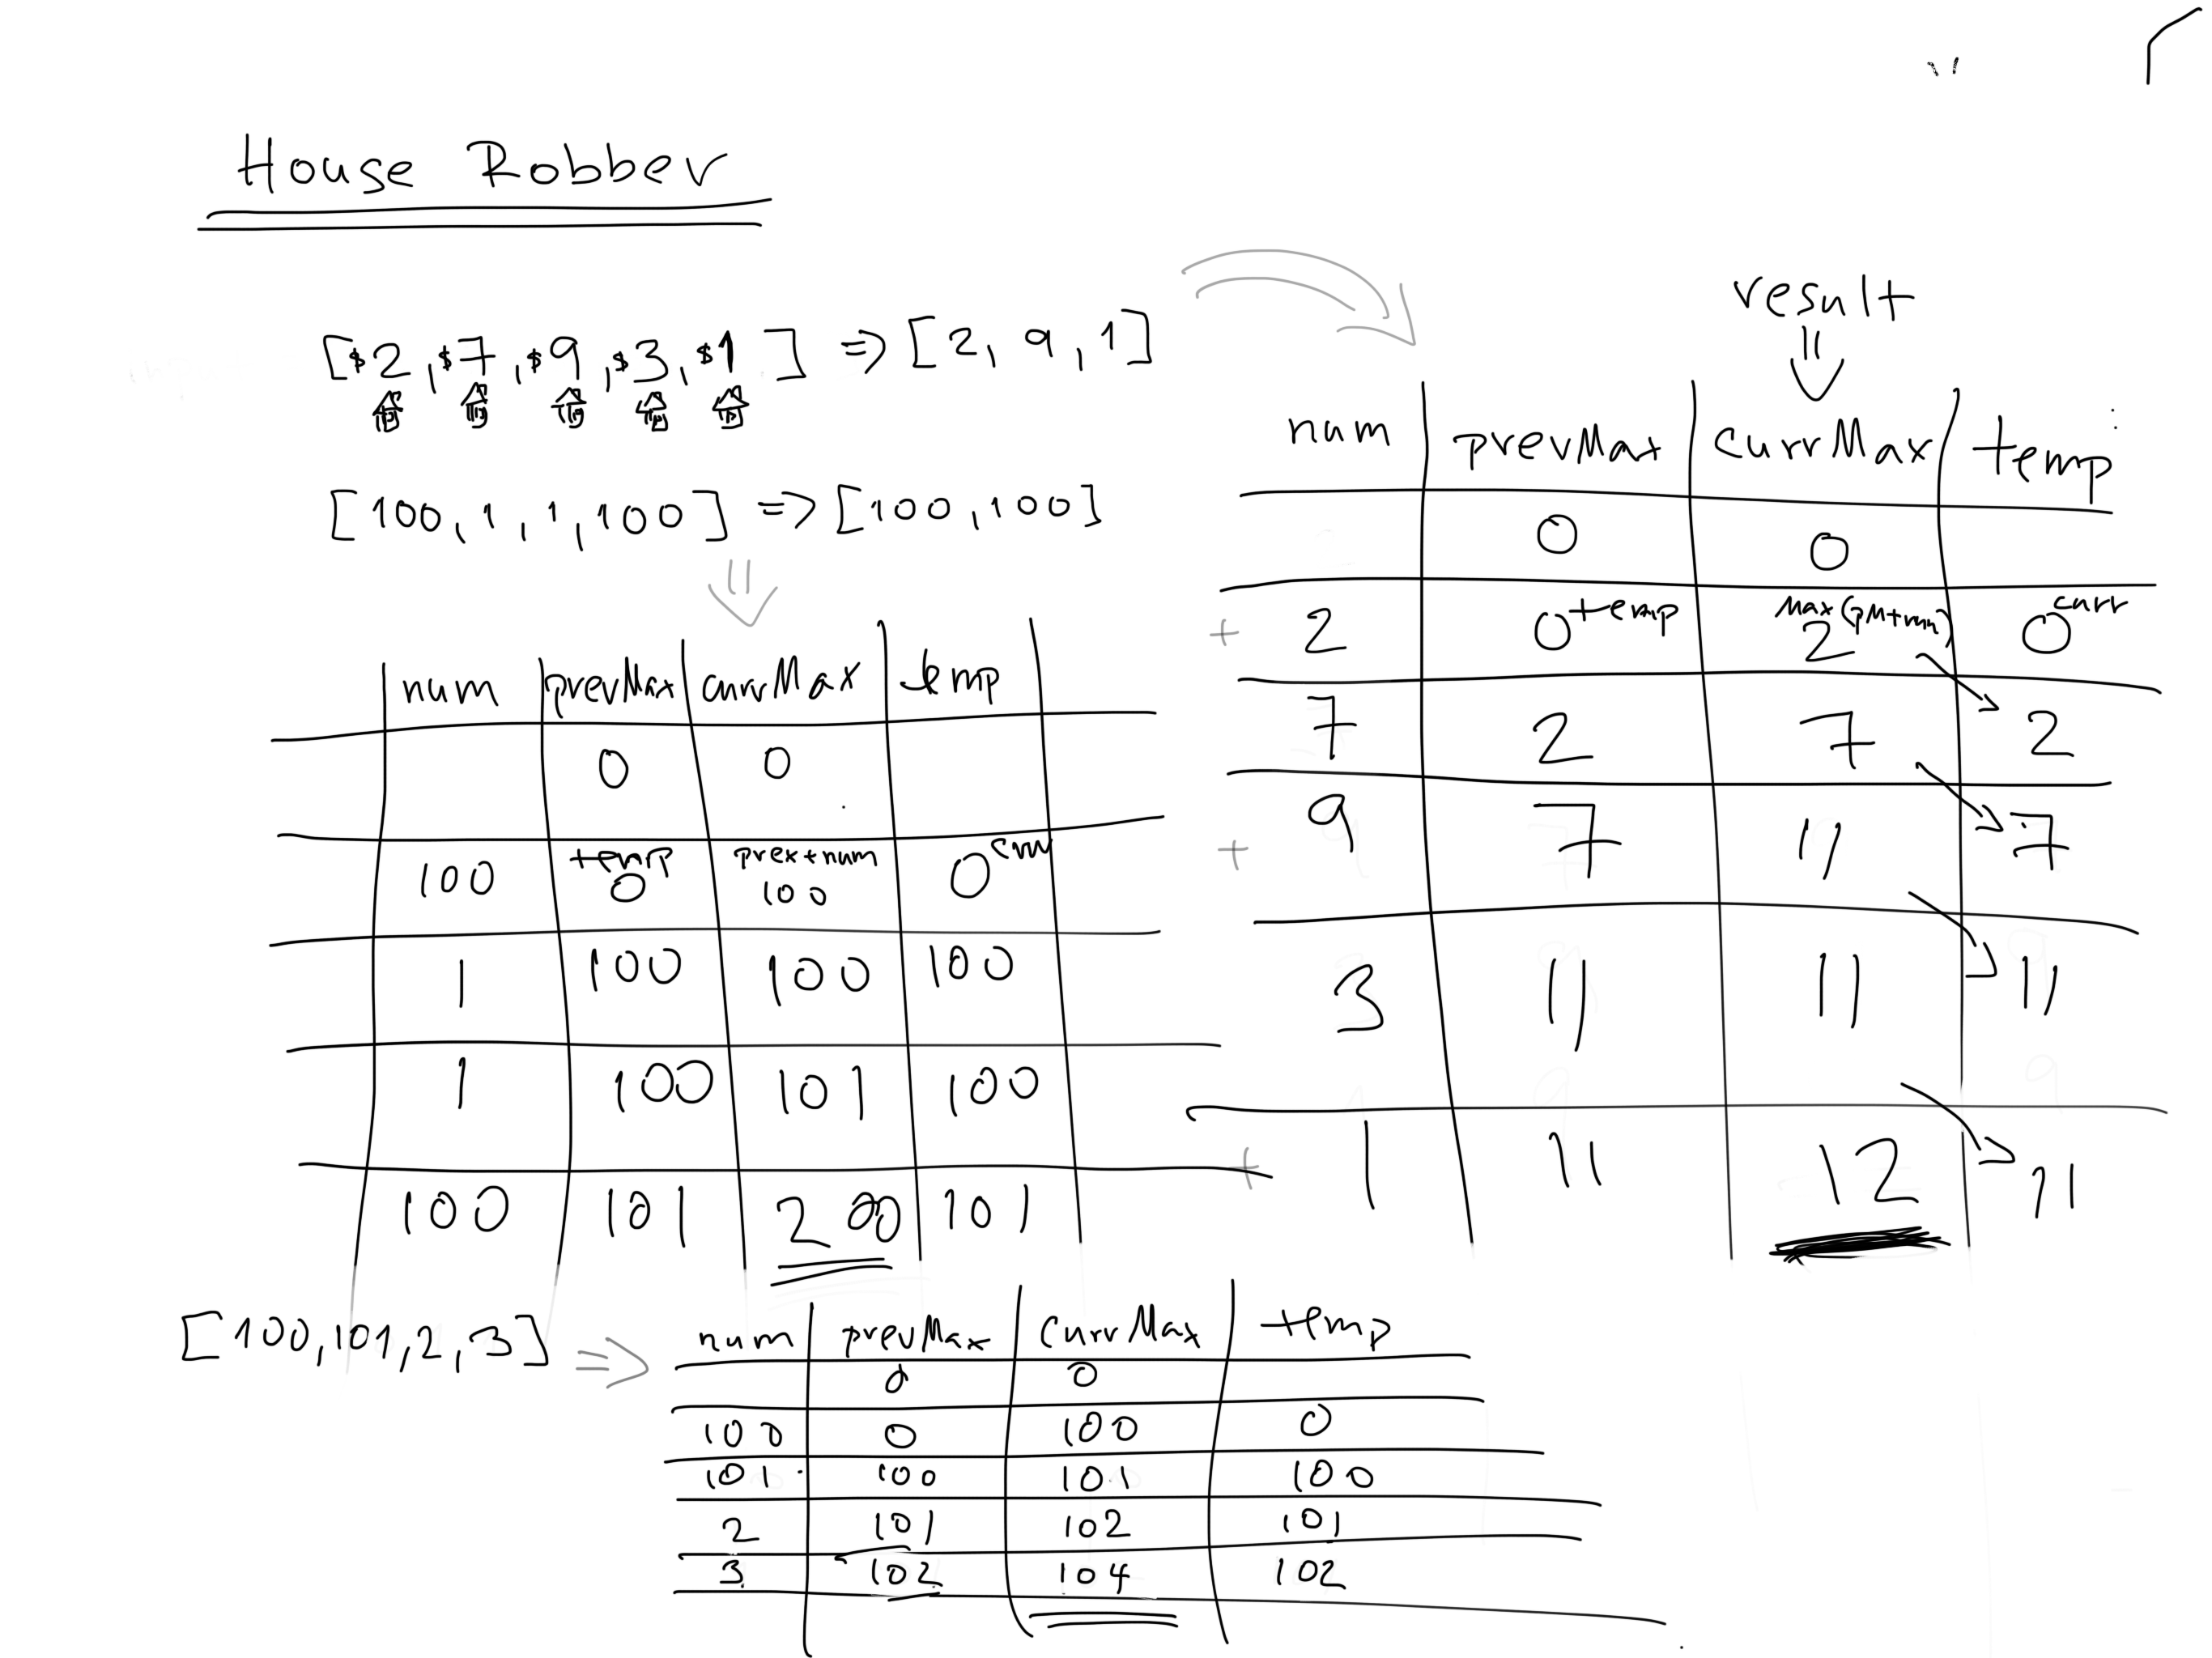 House Robber
[$2,$7,$9,$3,$1] => [2,9,1]
[100,1,1,100] => [100,100]
num prevMax currMax temp
0 0
100 temp 0 prex+num 100 0 curr
1 100 100 100
1 100 101 100
100 101 200 101
result
num prevMax currMax temp
0 0
+ 2 0 temp Max(pM+num) 2 0 curr
7 2 7 2
+ 9 7 11 7
3 11 11 11
+ 1 11 12 11
[100,101,2,3] =>
num prevMax currMax temp
0 0
100 0 100 0
101 100 101 100
2 101 102 101
3 102 104 102